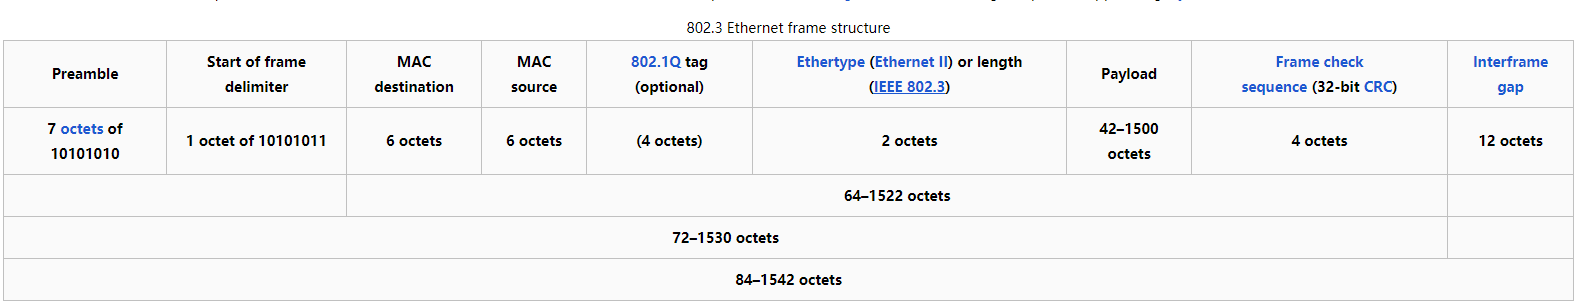 802.3 Ethernet frame structure
Preamble
Start of frame
delimiter
MAC
destination
MAC
source
802.1Q tag
(optional)
Ethertype (Ethernet II) or length
(IEEE 802.3)
Payload
Frame check
sequence (32-bit CRC)
Interframe
gap
7 octets of
10101010
1 octet of 10101011
6 octets
6 octets
(4 octets)
2 octets
42–1500
octets
4 octets
12 octets
64–1522 octets
72–1530 octets
84–1542 octets